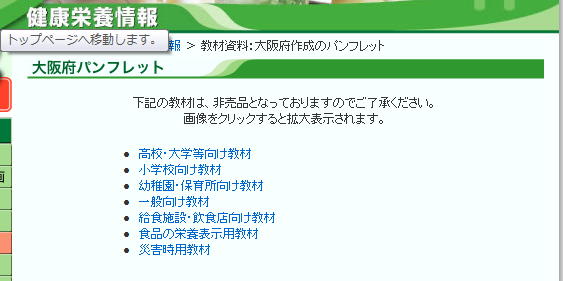 健康栄養情報
トップページへ移動します。
報 > 教材資料：大阪府作成のパンフレット
大阪府パンフレット
下記の教材は、非売品となっておりますのでご了承ください。
画像をクリックすると拡大表示されます。
● 高校・大学等向け教材
● 小学校向け教材
● 幼稚園・保育所向け教材
● 一般向け教材
● 給食施設・飲食店向け教材
● 食品の栄養表示用教材
● 災害時用教材
画